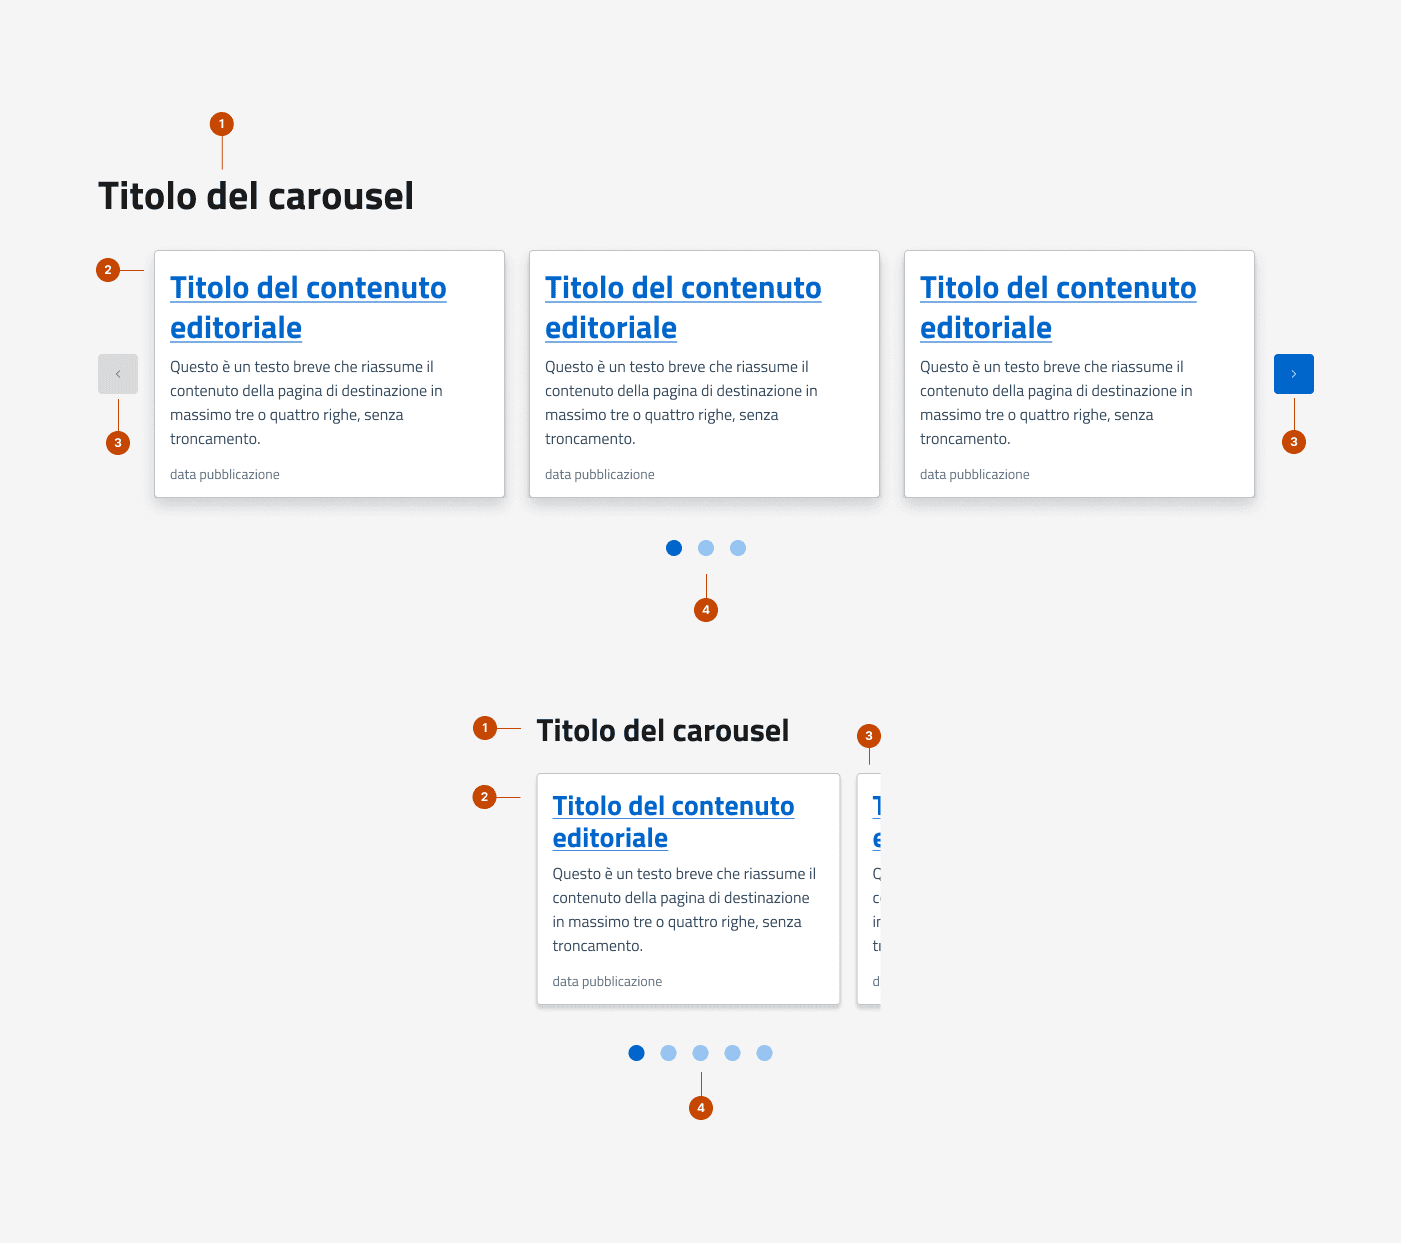 1
Titolo del carousel
2
Titolo del contenuto
editoriale
Questo è un testo breve che riassume il
contenuto della pagina di destinazione in
massimo tre o quattro righe, senza
troncamento.
data pubblicazione
Titolo del contenuto
editoriale
Questo è un testo breve che riassume il
contenuto della pagina di destinazione in
massimo tre o quattro righe, senza
troncamento.
data pubblicazione
Titolo del contenuto
editoriale
Questo è un testo breve che riassume il
contenuto della pagina di destinazione in
massimo tre o quattro righe, senza
troncamento.
data pubblicazione
3
3
4
1
Titolo del carousel
3
2
Titolo del contenuto
editoriale
Questo è un testo breve che riassume il
contenuto della pagina di destinazione
in massimo tre o quattro righe, senza
troncamento.
data pubblicazione
4